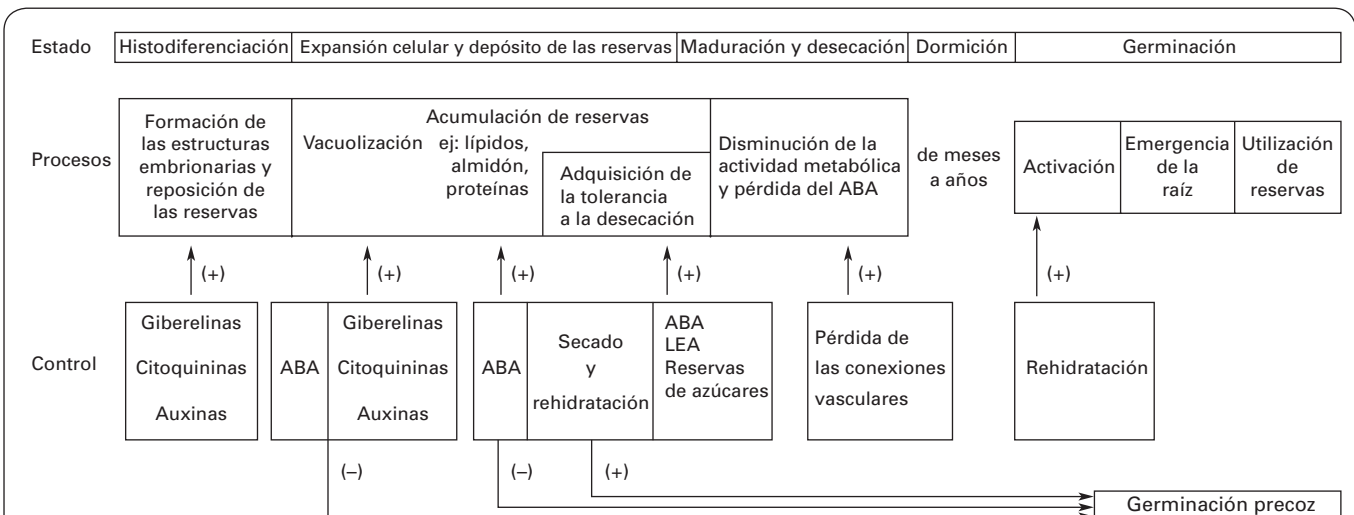 Estado
Histodiferenciación
Expansión celular y depósito de las reservas
Maduración y desecación
Dormición
Germinación
Procesos
Formación de
las estructuras
embrionarias y
reposición de
las reservas
Acumulación de reservas
Vacuolización
ej: lípidos,
almidón,
proteínas
Adquisición de
la tolerancia
a la desecación
Disminución de la
actividad metabólica
y pérdida del ABA
de meses
a años
Activación
Emergencia
de la
raíz
Utilización
de
reservas
(+)
(+)
(+)
(+)
(+)
(+)
Control
Giberelinas
Citoquininas
Auxinas
ABA
Giberelinas
Citoquininas
Auxinas
ABA
Secado
y
rehidratación
ABA
LEA
Reservas
de azúcares
Pérdida de
las conexiones
vasculares
Rehidratación
(–)
(–)
(+)
Germinación precoz